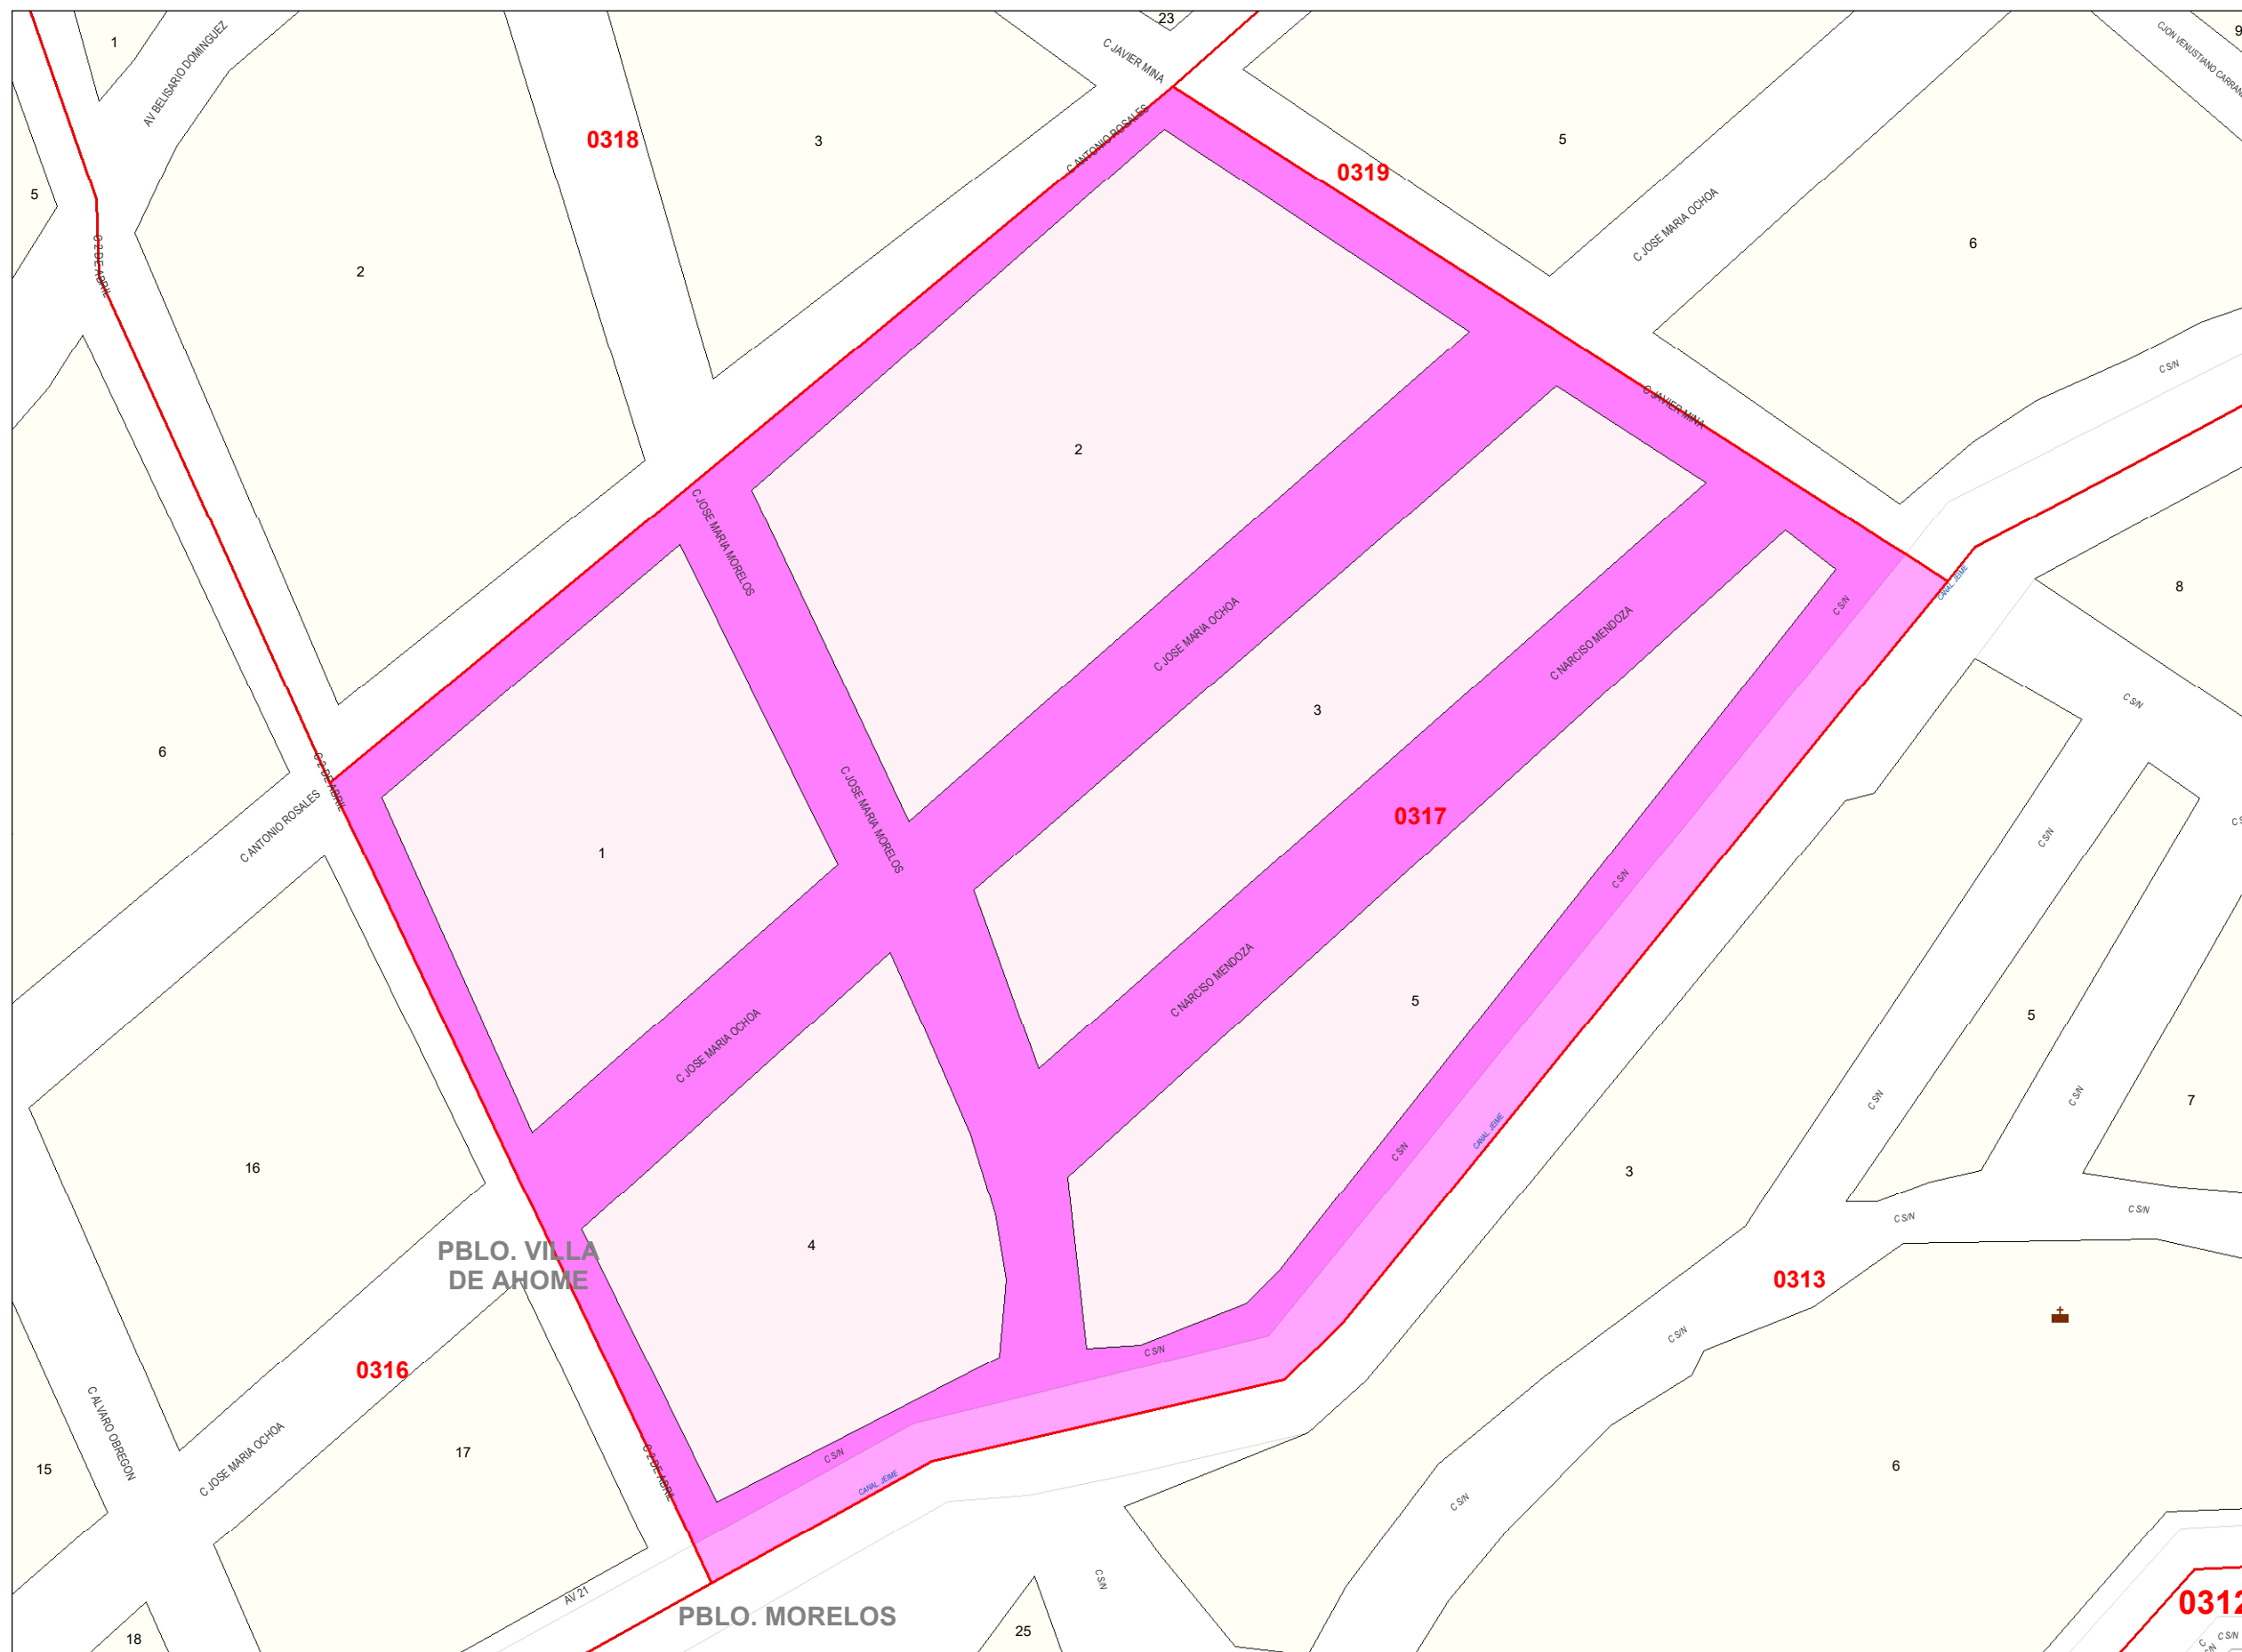 23
1
AV BELISARIO DOMINGUEZ
C JAVIER MINA
9
0318
3
C ANTONIO ROSALES
5
0319
5
C JOSE MARIA OCHOA
6
C 2 DE ABRIL
2
C S/N
2
C JAVIER MINA
C JOSE MARIA MORELOS
CANAL JEIME
8
C S/N
C JOSE MARIA OCHOA
C NARCISO MENDOZA
3
C S/N
6
C 2 DE ABRIL
C ANTONIO ROSALES
C JOSE MARIA MORELOS
0317
C S/N
1
C S/N
C NARCISO MENDOZA
5
5
C JOSE MARIA OCHOA
C S/N
C S/N
7
CANAL JEIME
C S/N
16
3
C S/N
C S/N
PBLO. VILLA
DE AHOME
4
0313
C S/N
C S/N
0316
C ALVARO OBREGON
C JOSE MARIA OCHOA
17
15
C 2 DE ABRIL
C S/N
CANAL JEIME
6
C S/N
AV 21
C S/N
PBLO. MORELOS
18
25
C S/N